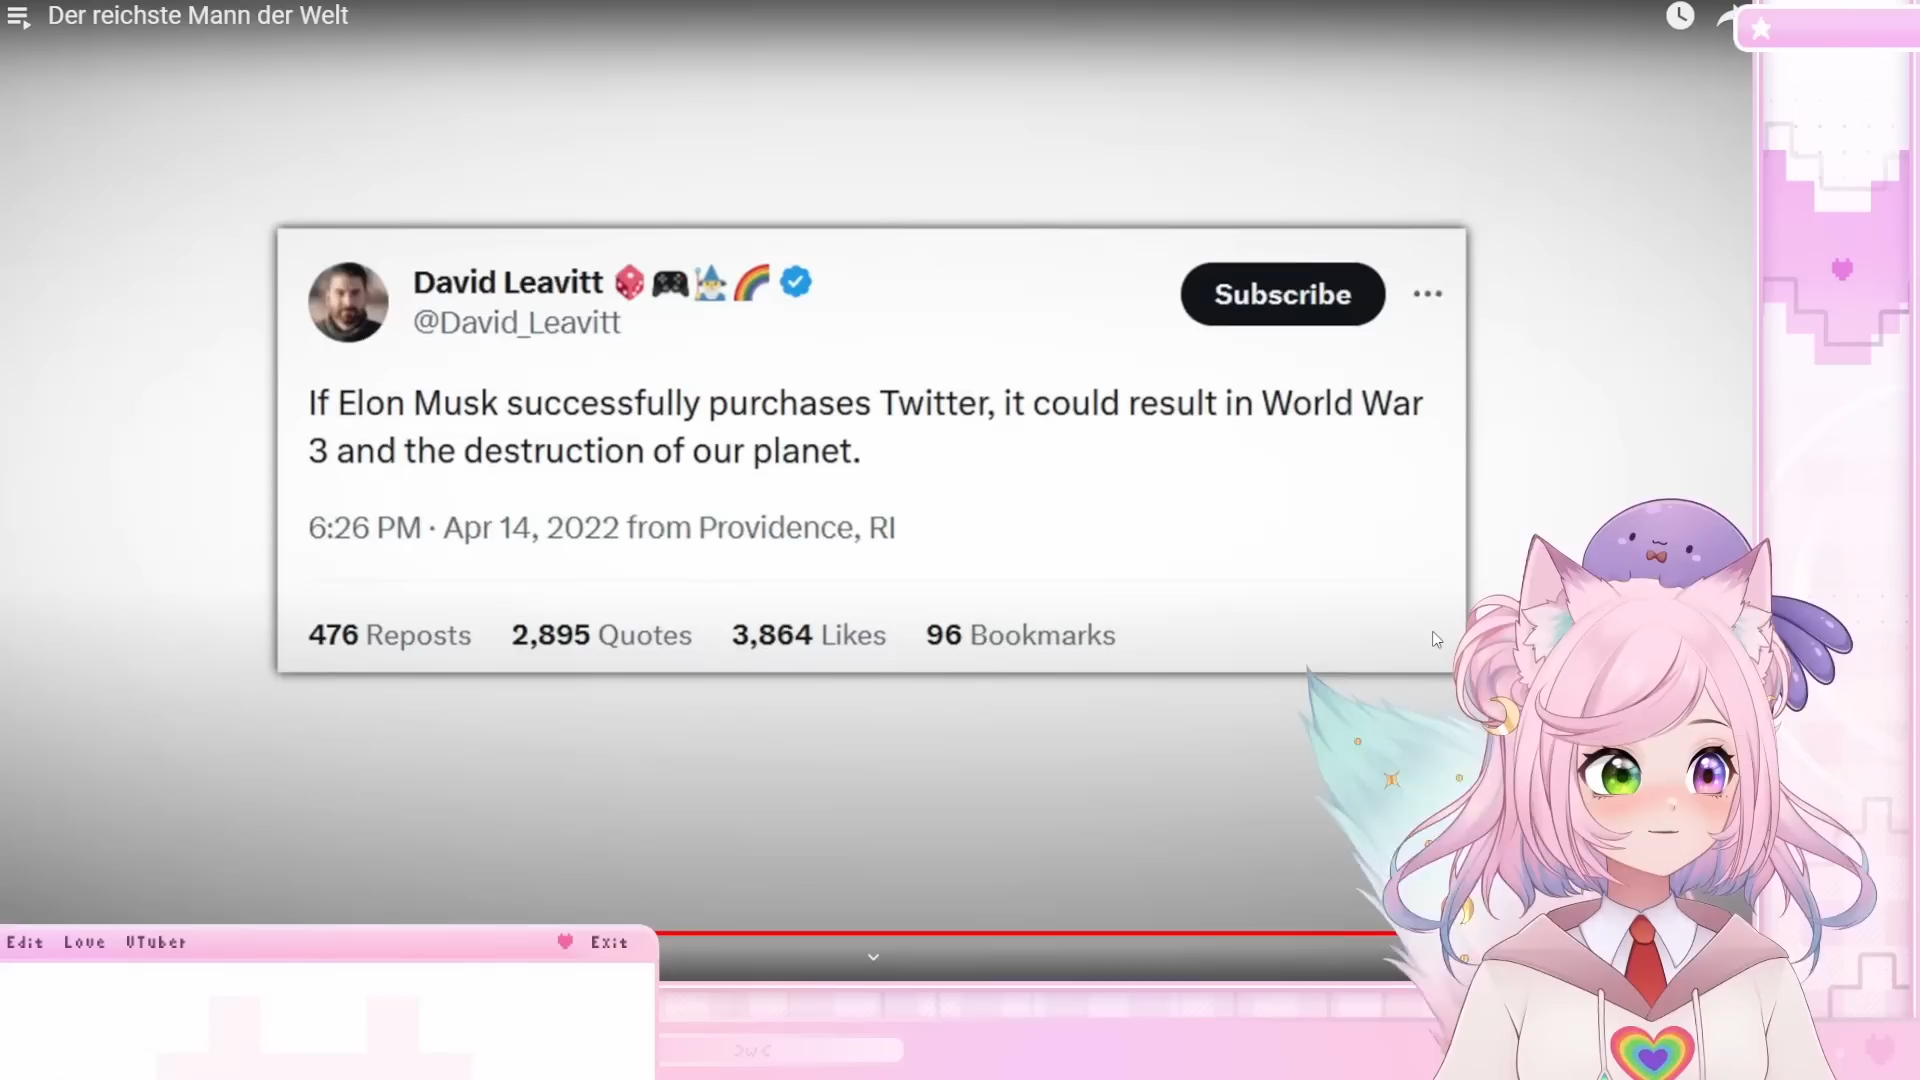 Der reichste Mann der Welt
David Leavitt 🎲🎮🧙‍♂️🌈
@David_Leavitt
Subscribe
If Elon Musk successfully purchases Twitter, it could result in World War
3 and the destruction of our planet.
6:26 PM · Apr 14, 2022 from Providence, RI
476 Reposts 2,895 Quotes 3,864 Likes 96 Bookmarks
Edit Love VTuber Exit